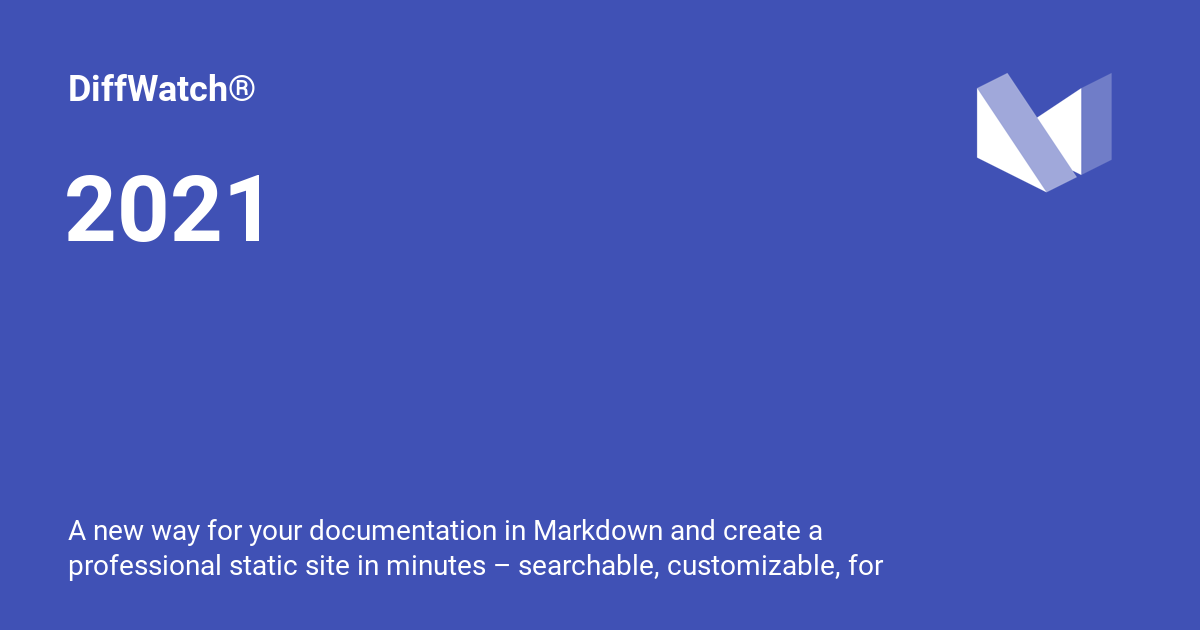 DiffWatch®
2021
A new way for your documentation in Markdown and create a
professional static site in minutes – searchable, customizable, for